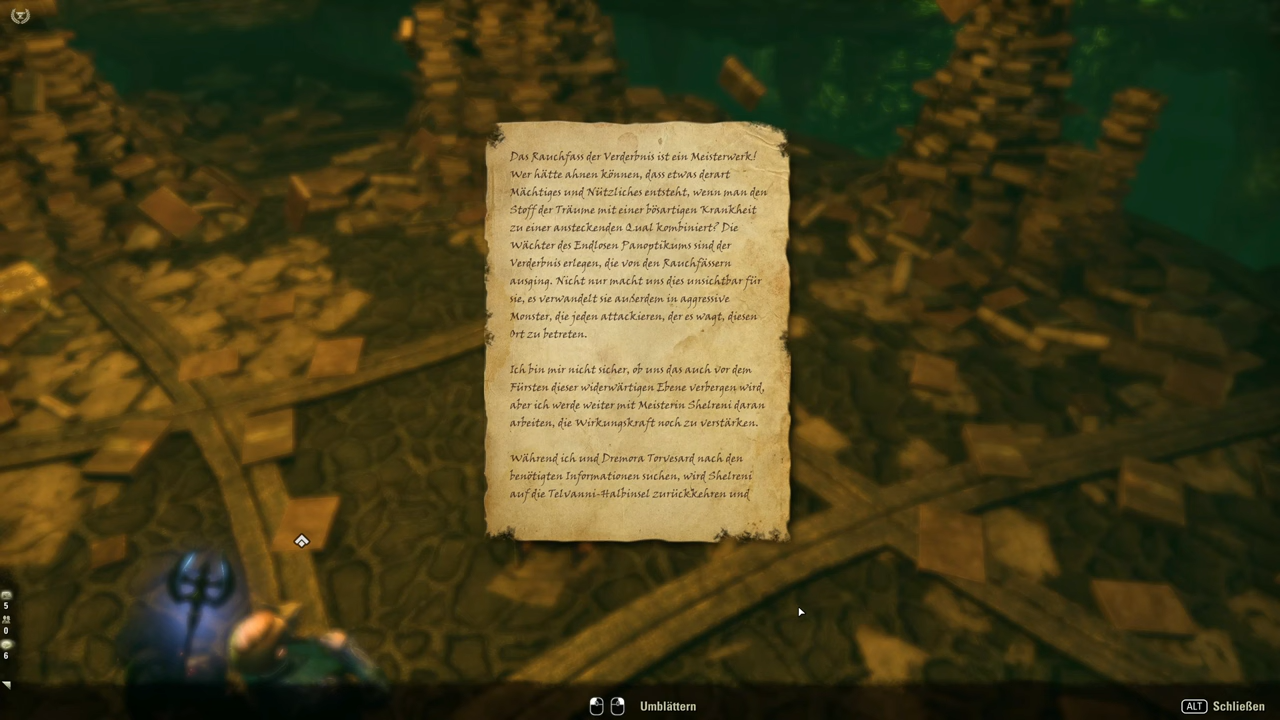 Das Rauchfass der Verderbnis ist ein Meisterwerk!
Wer hätte ahnen können, dass etwas derart
Mächtiges und Nützliches entsteht, wenn man den
Stoff der Träume mit einer bösartigen Krankheit
zu einer ansteckenden Qual kombiniert? Die
Wächter des Endlosen Panoptikums sind der
Verderbnis erlegen, die von den Rauchfässern
ausging. Nicht nur macht uns dies unsichtbar für
sie, es verwandelt sie außerdem in aggressive
Monster, die jeden attackieren, der es wagt, diesen
Ort zu betreten.
Ich bin mir nicht sicher, ob uns das auch vor dem
Fürsten dieser widerwärtigen Ebene verbergen wird,
aber ich werde weiter mit Meisterin Shelreni daran
arbeiten, die Wirkungskraft noch zu verstärken.
Während ich und Dremora Torvesard nach den
benötigten Informationen suchen, wird Shelreni
auf die Telvanni-Halbinsel zurückkehren und
5
0
6
Umblättern
ALT Schließen